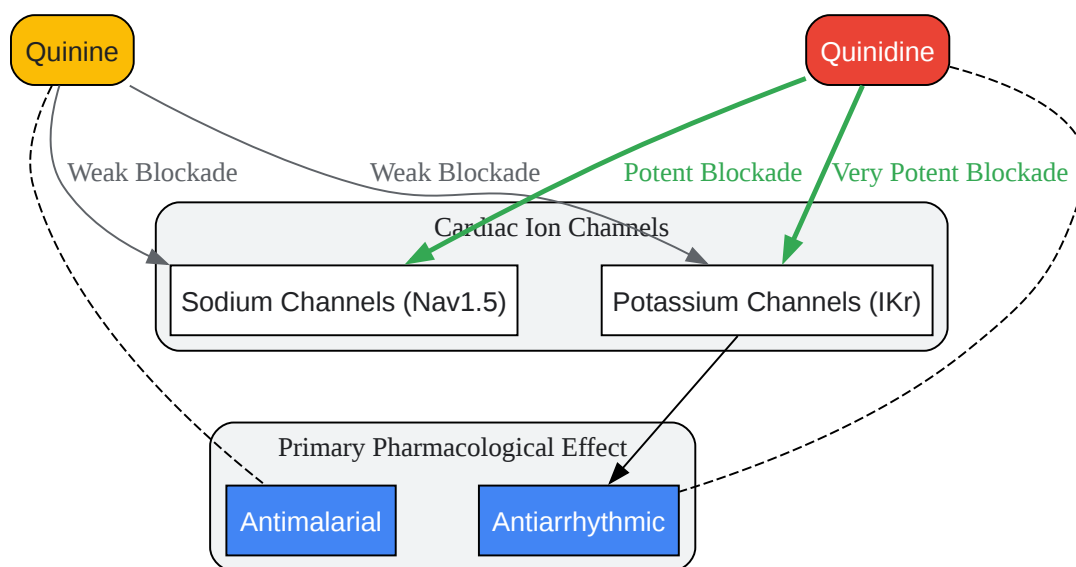 Quinine
Quinidine
Weak Blockade
Weak Blockade
Potent Blockade
Very Potent Blockade
Cardiac Ion Channels
Sodium Channels (Nav1.5)
Potassium Channels (IKr)
Primary Pharmacological Effect
Antimalarial
Antiarrhythmic